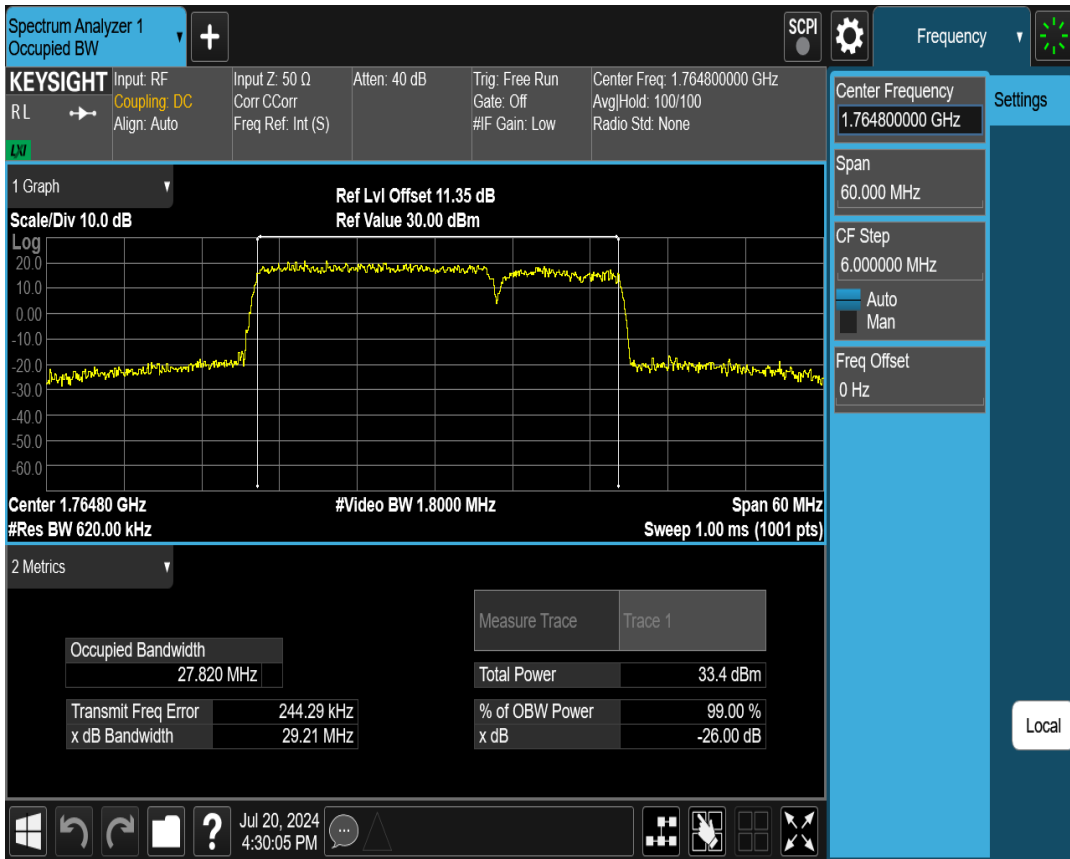 Spectrum Analyzer 1
Occupied BW
+
SCPI
Frequency
KEYSIGHT
RL
LXI
Input: RF
Coupling: DC
Align: Auto
Input Z: 50 Ω
Corr CCorr
Freq Ref: Int (S)
Atten: 40 dB
Trig: Free Run
Gate: Off
#IF Gain: Low
Center Freq: 1.764800000 GHz
Avg|Hold: 100/100
Radio Std: None
Center Frequency
1.764800000 GHz
Settings
Span
60.000 MHz
CF Step
6.000000 MHz
Auto
Man
Freq Offset
0 Hz
Local
1 Graph
Ref Lvl Offset 11.35 dB
Scale/Div 10.0 dB
Ref Value 30.00 dBm
Log
20.0
10.0
0.00
-10.0
-20.0
-30.0
-40.0
-50.0
-60.0
Center 1.76480 GHz
#Video BW 1.8000 MHz
Span 60 MHz
#Res BW 620.00 kHz
Sweep 1.00 ms (1001 pts)
2 Metrics
Measure Trace
Trace 1
Occupied Bandwidth
27.820 MHz
Total Power
33.4 dBm
Transmit Freq Error
244.29 kHz
% of OBW Power
99.00 %
x dB Bandwidth
29.21 MHz
x dB
-26.00 dB
?
Jul 20, 2024
4:30:05 PM